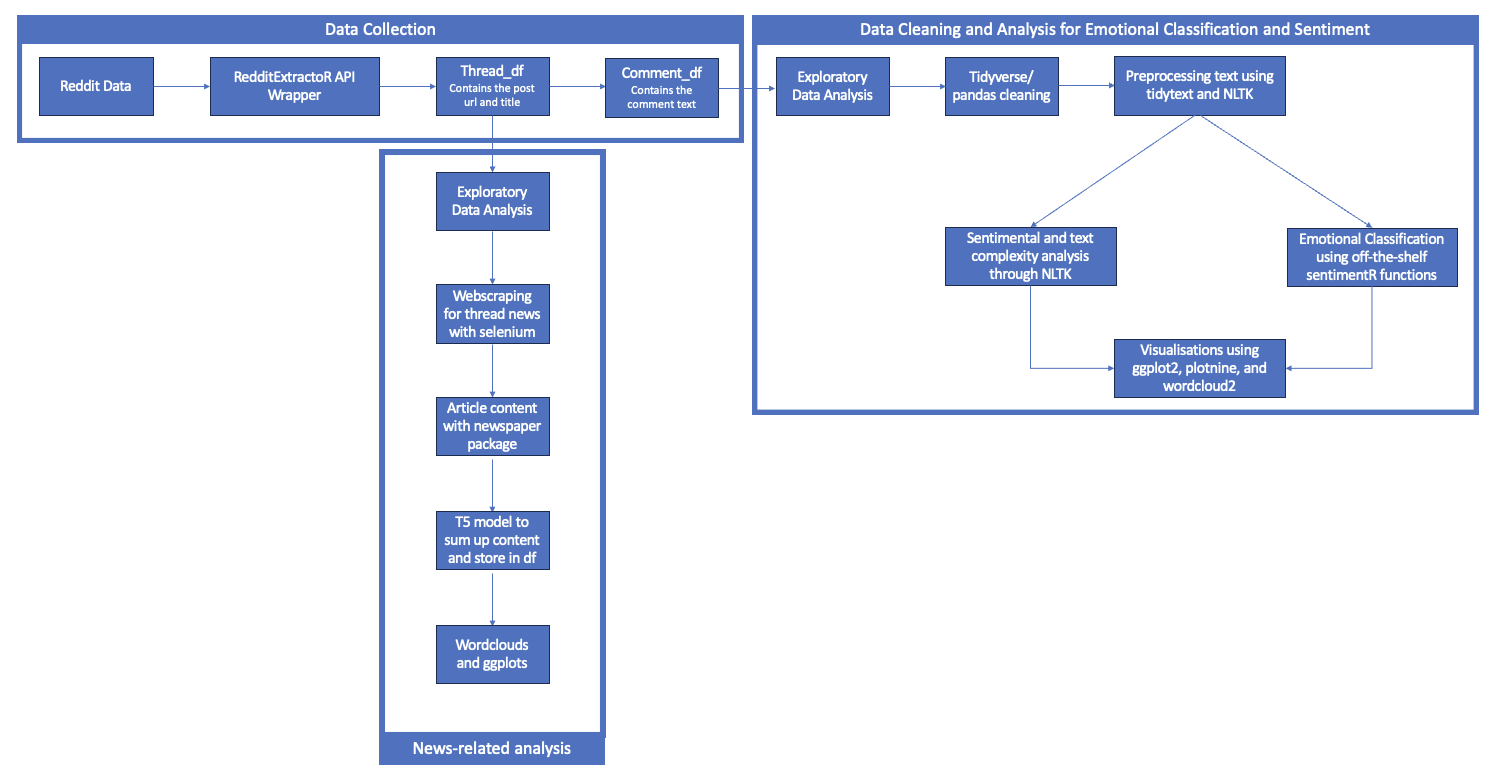 Data Collection
Reddit Data
RedditExtractoR API
Wrapper
Thread_df
Contains the post
url and title
Comment_df
Contains the
comment text
Data Cleaning and Analysis for Emotional Classification and Sentiment
Exploratory
Data Analysis
Tidyverse/
pandas cleaning
Preprocessing text using
tidytext and NLTK
Sentimental and text
complexity analysis
through NLTK
Emotional Classification
using off-the-shelf
sentimentR functions
Visualisations using
ggplot2, plotnine, and
wordcloud2
Exploratory
Data Analysis
Webscraping
for thread news
with selenium
Article content
with newspaper
package
T5 model to
sum up content
and store in df
Wordclouds
and ggplots
News-related analysis